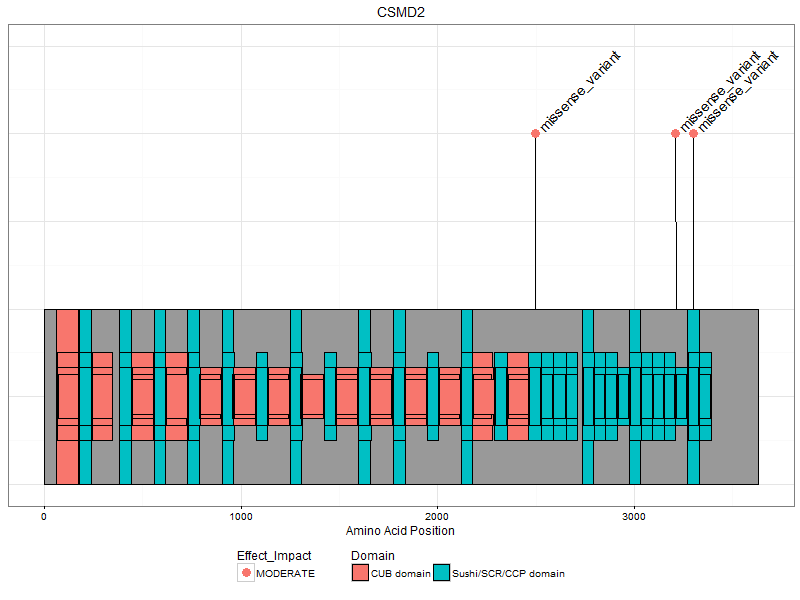 CSMD2
missense_variant
missense_variant
missense_variant
0 1000 2000 3000
Amino Acid Position
Effect_Impact
MODERATE
Domain
CUB domain Sushi/SCR/CCP domain